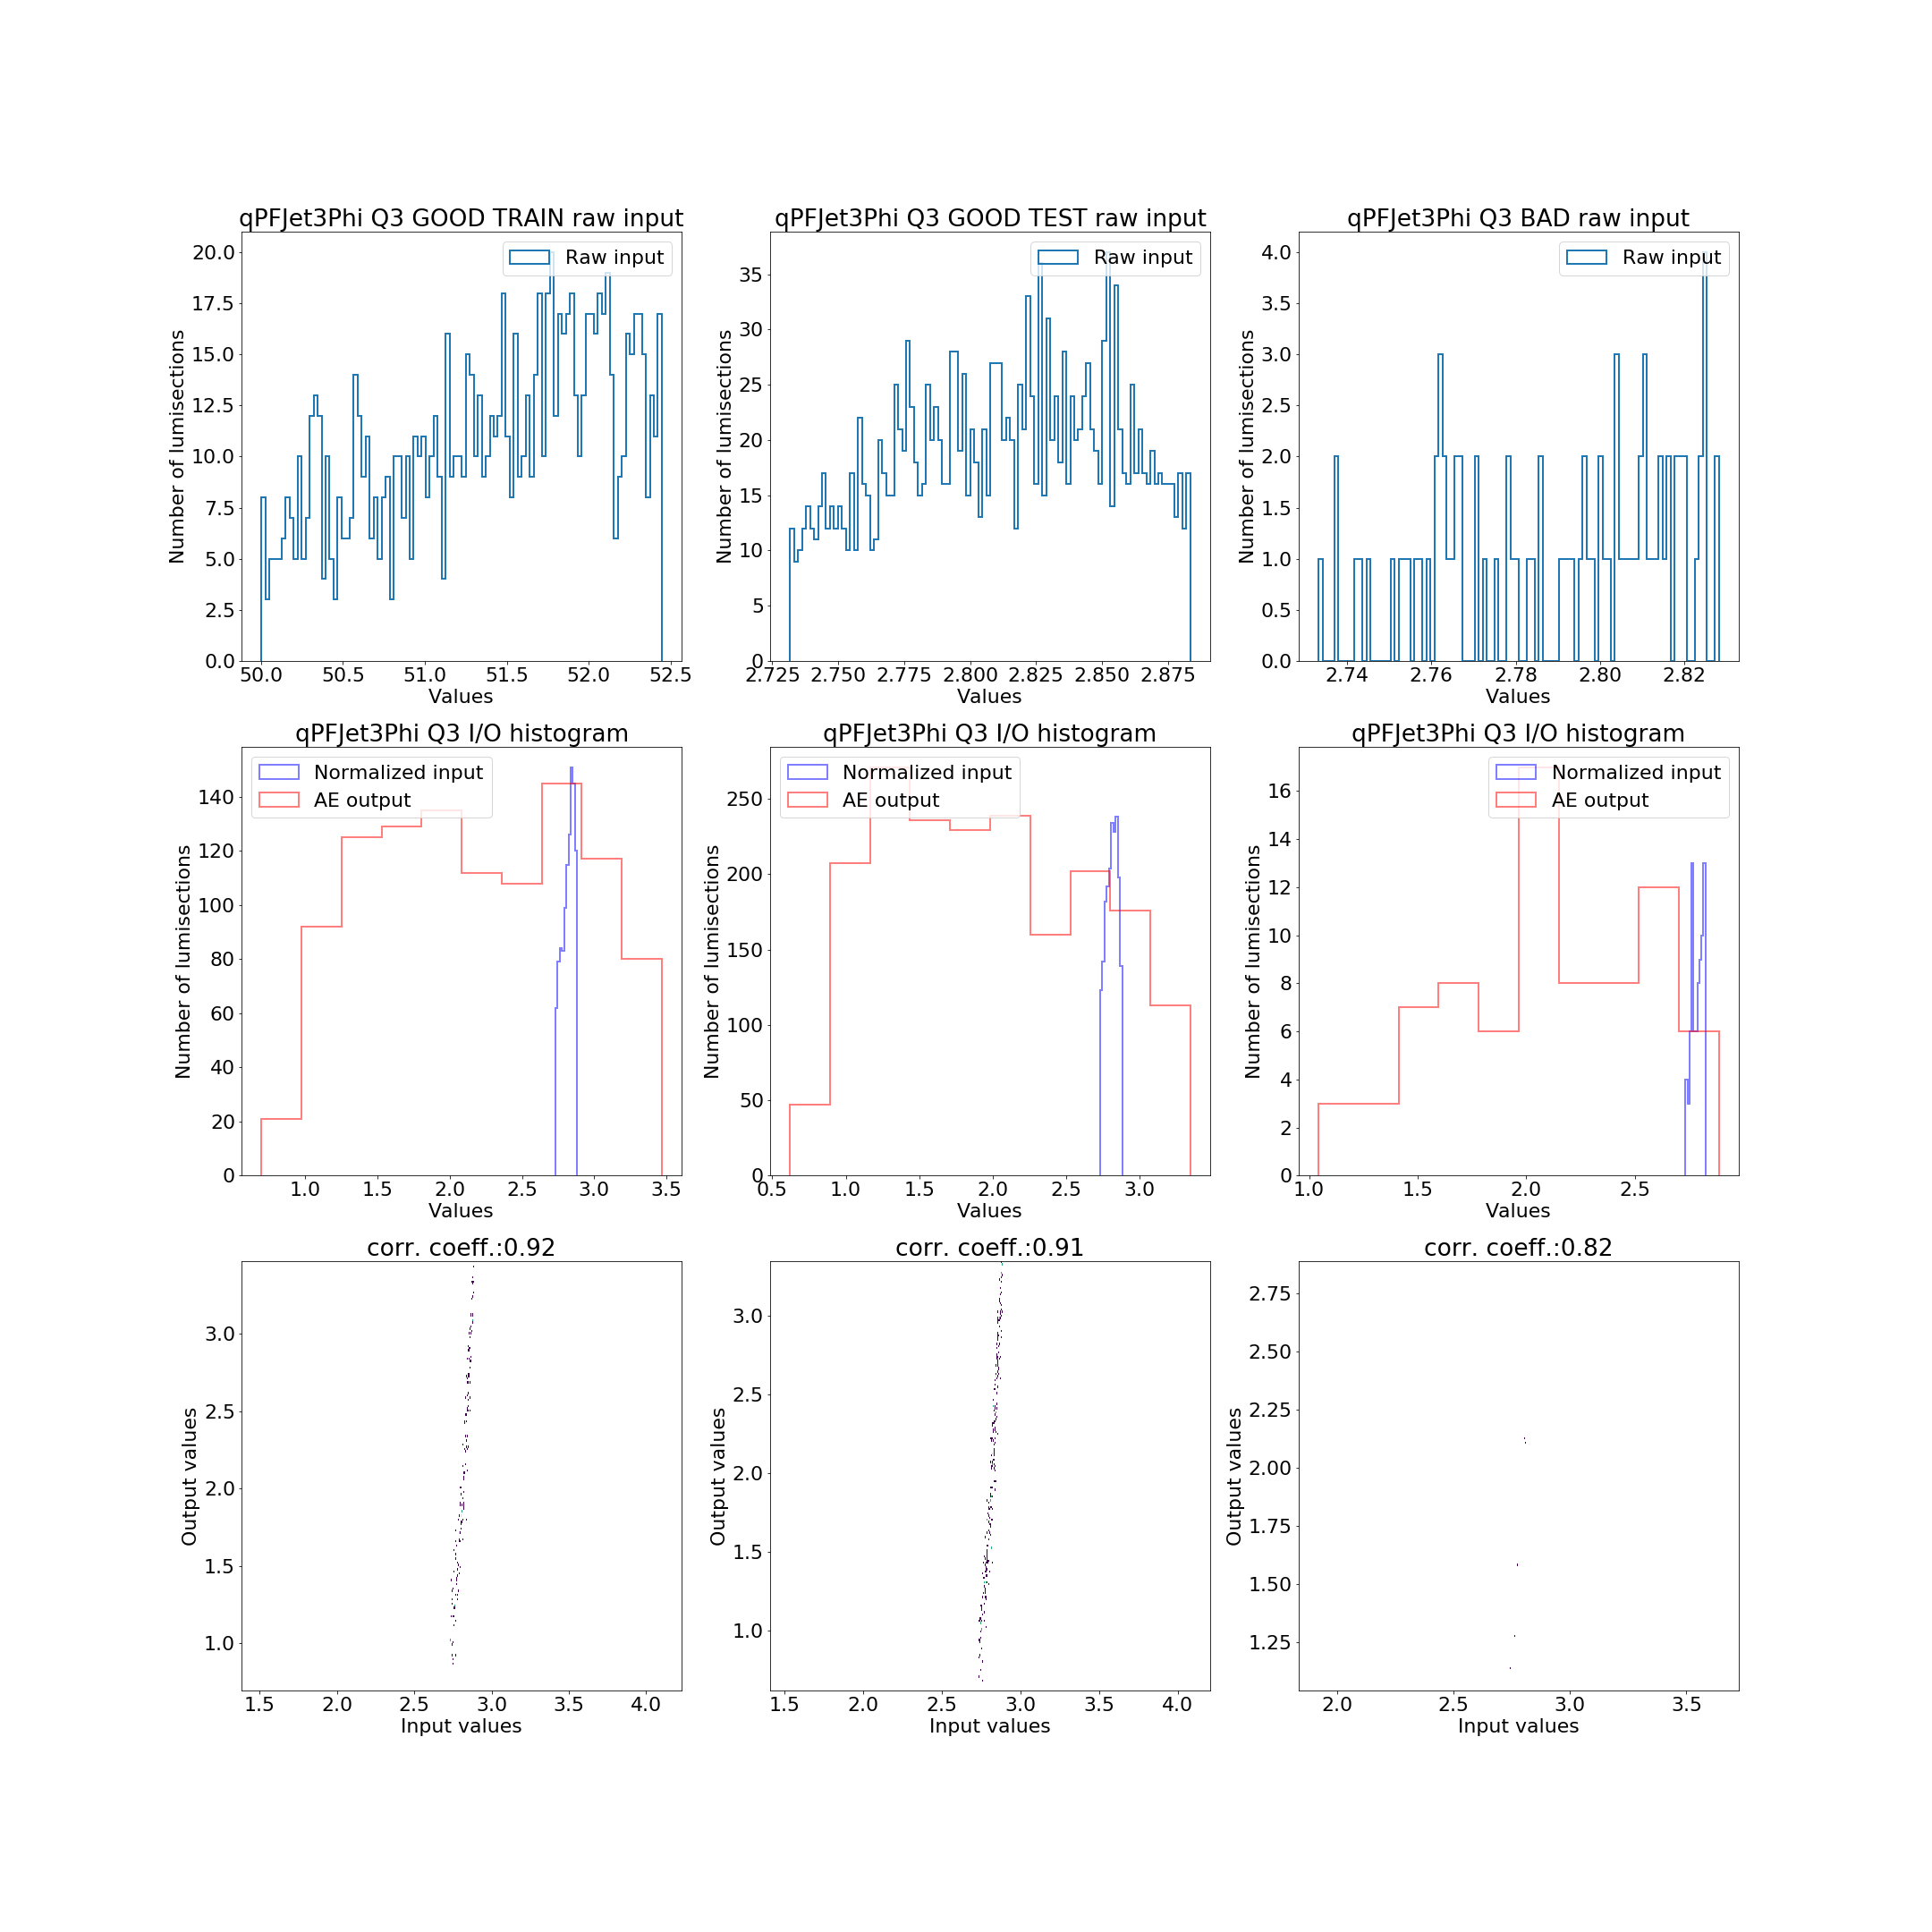 qPFJet3Phi Q3 GOOD TRAIN raw input
Raw input
Number of lumisections
20.0
17.5
15.0
12.5
10.0
7.5
5.0
2.5
0.0
50.0 50.5 51.0 51.5 52.0 52.5
Values
qPFJet3Phi Q3 GOOD TEST raw input
Raw input
Number of lumisections
35
30
25
20
15
10
5
0
2.725 2.750 2.775 2.800 2.825 2.850 2.875
Values
qPFJet3Phi Q3 BAD raw input
Raw input
Number of lumisections
4.0
3.5
3.0
2.5
2.0
1.5
1.0
0.5
0.0
2.74 2.76 2.78 2.80 2.82
Values
qPFJet3Phi Q3 I/O histogram
Normalized input
AE output
Number of lumisections
140
120
100
80
60
40
20
0
1.0 1.5 2.0 2.5 3.0 3.5
Values
qPFJet3Phi Q3 I/O histogram
Normalized input
AE output
Number of lumisections
250
200
150
100
50
0
0.5 1.0 1.5 2.0 2.5 3.0
Values
qPFJet3Phi Q3 I/O histogram
Normalized input
AE output
Number of lumisections
16
14
12
10
8
6
4
2
0
1.0 1.5 2.0 2.5
Values
corr. coeff.:0.92
Output values
3.0
2.5
2.0
1.5
1.0
1.5 2.0 2.5 3.0 3.5 4.0
Input values
corr. coeff.:0.91
Output values
3.0
2.5
2.0
1.5
1.0
1.5 2.0 2.5 3.0 3.5 4.0
Input values
corr. coeff.:0.82
Output values
2.75
2.50
2.25
2.00
1.75
1.50
1.25
2.0 2.5 3.0 3.5
Input values